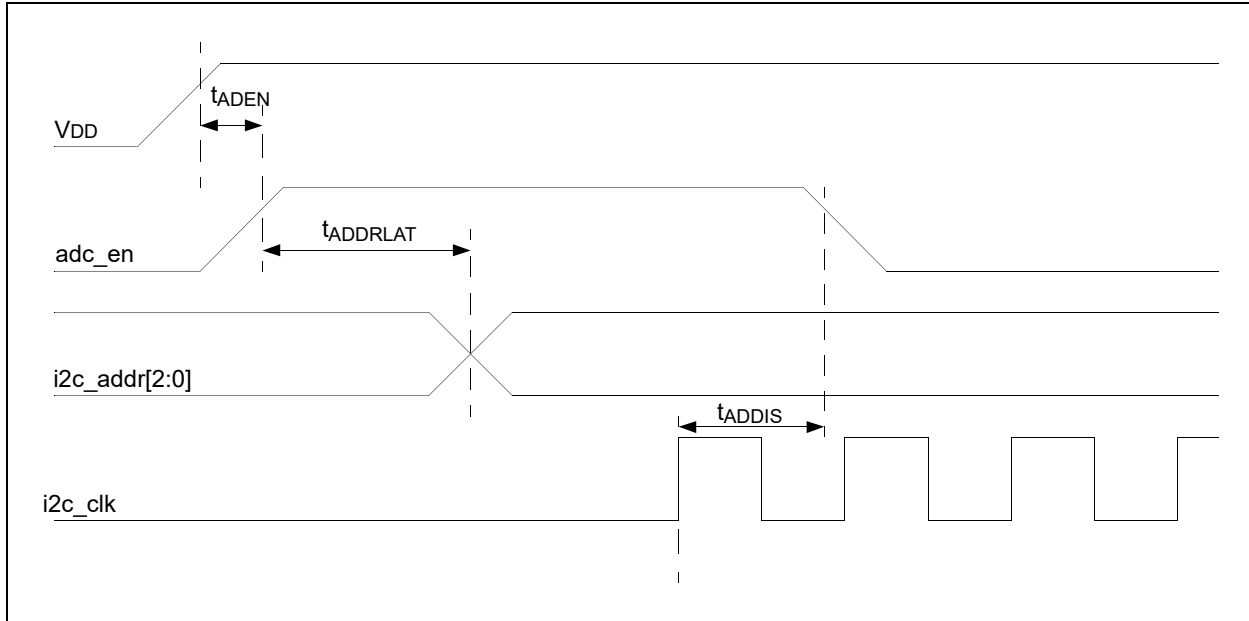 tADEN
VDD
tADDRLAT
adc_en
i2c_addr[2:0]
tADDIS
i2c_clk